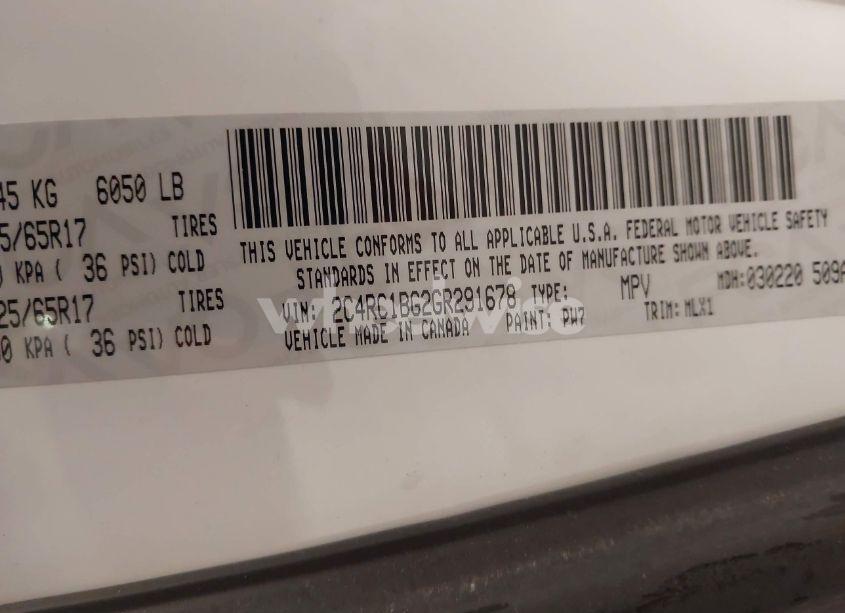 45 KG 6050 LB
5/65R17 TIRES
KPA ( 36 PSI) COLD
25/65R17 TIRES
0 KPA ( 36 PSI) COLD
THIS VEHICLE CONFORMS TO ALL APPLICABLE U.S.A. FEDERAL MOTOR VEHICLE SAFETY
STANDARDS IN EFFECT ON THE DATE OF MANUFACTURE SHOWN ABOVE.
VIN: 2C4RC1BG2GR291678 TYPE: MPV MDH:030220 509A
VEHICLE MADE IN CANADA PAINT: PW7 TRIM: MLX1